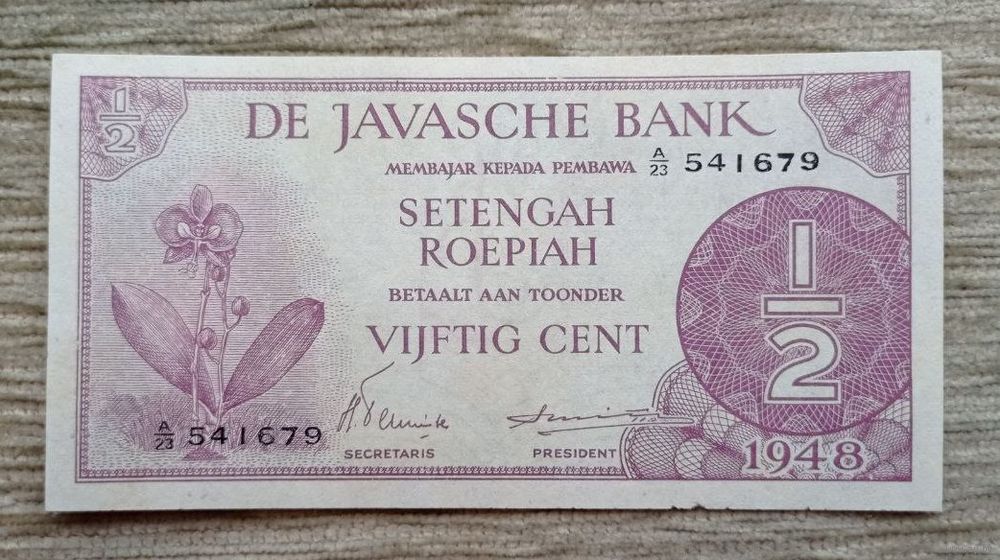 1/2
DE JAVASCHE BANK
MEMBAJAR KEPADA PEMBAWA A/23 541679
SETENGAH
ROEPIAH
BETAALT AAN TOONDER
VIJFTIG CENT
1/2
A/23 541679
SECRETARIS PRESIDENT
1948